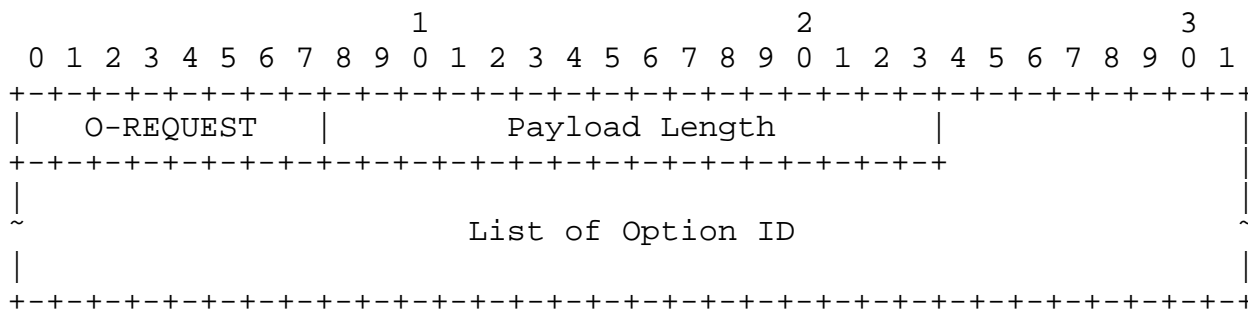 1                   2                   3
 0 1 2 3 4 5 6 7 8 9 0 1 2 3 4 5 6 7 8 9 0 1 2 3 4 5 6 7 8 9 0 1
+-+-+-+-+-+-+-+-+-+-+-+-+-+-+-+-+-+-+-+-+-+-+-+-+-+-+-+-+-+-+-+-+
|   O-REQUEST   |         Payload Length        |               |
+-+-+-+-+-+-+-+-+-+-+-+-+-+-+-+-+-+-+-+-+-+-+-+-+               |
|                                                               |
~                       List of Option ID                       ~
|                                                               |
+-+-+-+-+-+-+-+-+-+-+-+-+-+-+-+-+-+-+-+-+-+-+-+-+-+-+-+-+-+-+-+-+